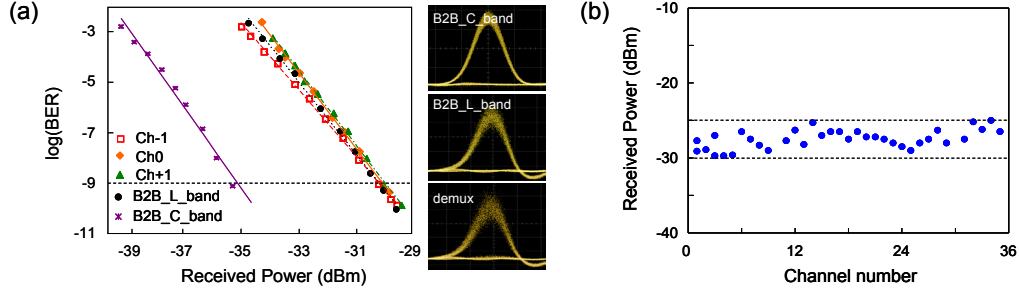 (a)
-3
-5
-7
-9
-11
log(BER)
Ch-1
Ch0
Ch+1
B2B_L_band
B2B_C_band
-39
-37
-35
-33
-31
-29
Received Power (dBm)
B2B_C_band
B2B_L_band
demux
(b)
-10
-20
-30
-40
Received Power (dBm)
0
12
24
36
Channel number